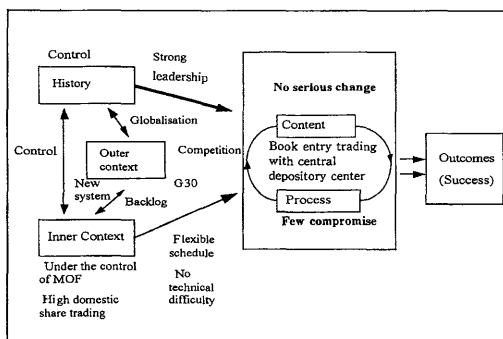 Control
History
Strong
leadership
No serious change
Globalisation
Control
Outer
context
Competition
Content
Book entry trading
with central
depository center
Outcomes
(Success)
New
system
Backlog
G30
Process
Few compromise
Inner Context
Under the control
of MOF
High domestic
share trading
Flexible
schedule
No
technical
difficulty